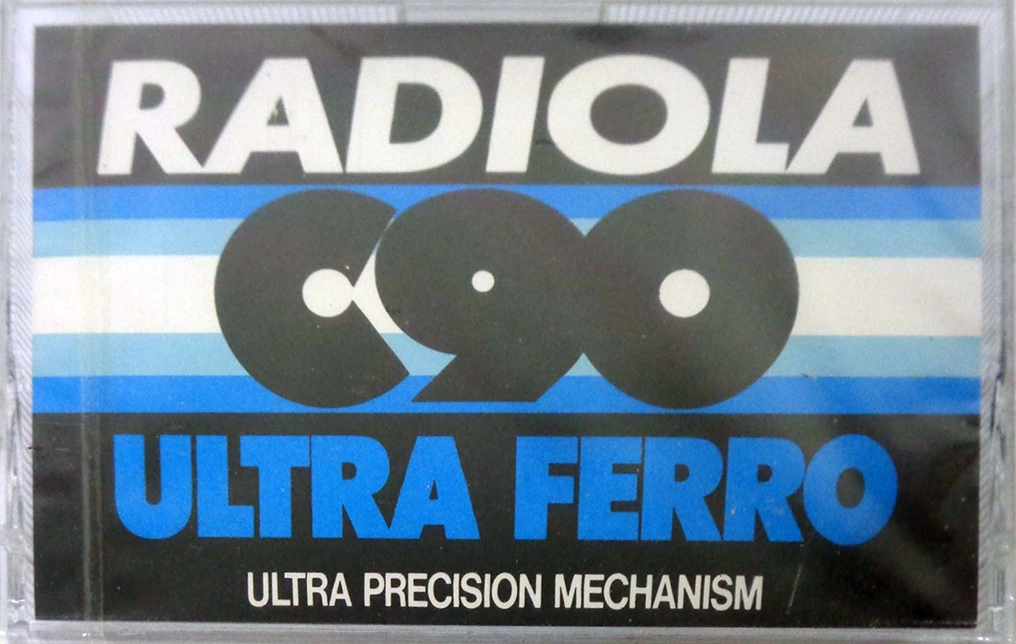 RADIOLA
C90
ULTRA FERRO
ULTRA PRECISION MECHANISM